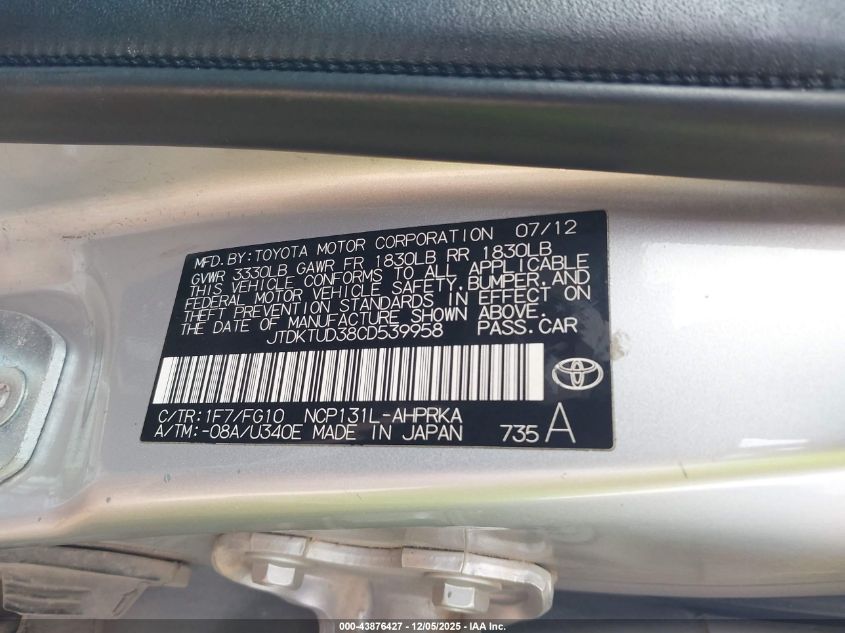 MFD. BY: TOYOTA MOTOR CORPORATION 07/12
GVWR 3330LB GAWR FR 1830LB RR 1830LB
THIS VEHICLE CONFORMS TO ALL APPLICABLE
FEDERAL MOTOR VEHICLE SAFETY, BUMPER, AND
THEFT PREVENTION STANDARDS IN EFFECT ON
THE DATE OF MANUFACTURE SHOWN ABOVE.
JTDKTUD38CD539958 PASS.CAR
C/TR: 1F7/FG10 NCP131L-AHPRKA
A/TM: -08A/U340E MADE IN JAPAN 735 A
000-43876427 - 12/05/2025 - IAA Inc.